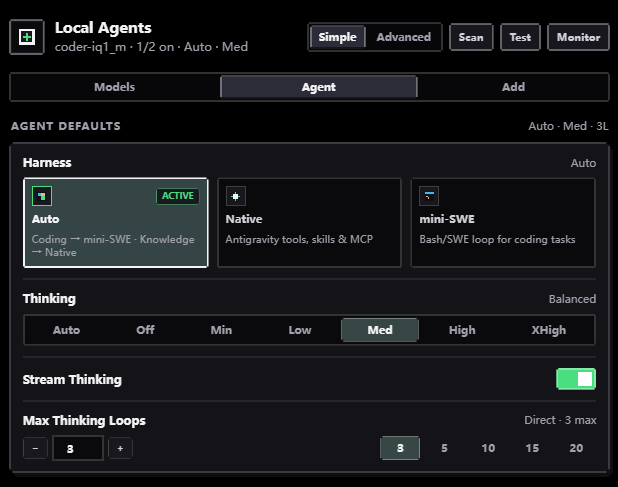 Local Agents
coder-iq1_m · 1/2 on · Auto · Med
Simple Advanced Scan Test Monitor
Models Agent Add
AGENT DEFAULTS Auto · Med · 3L
Harness Auto
ACTIVE
Auto
Coding → mini-SWE · Knowledge
→ Native
Native
Antigravity tools, skills & MCP
mini-SWE
Bash/SWE loop for coding tasks
Thinking Balanced
Auto Off Min Low Med High XHigh
Stream Thinking
Max Thinking Loops Direct · 3 max
− 3 + 3 5 10 15 20